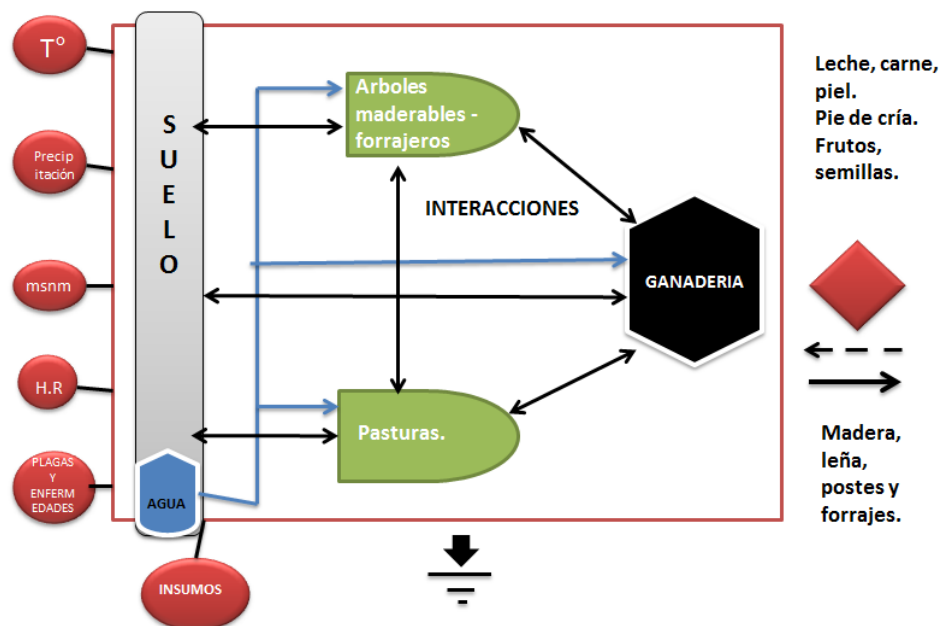 T°
Precip
itación
msnm
H.R
PLAGAS
Y
ENFERM
EDADES
INSUMOS
S
U
E
L
O
AGUA
Arboles
maderables -
forrajeros
INTERACCIONES
Pasturas.
GANADERIA
Leche, carne,
piel.
Pie de cría.
Frutos,
semillas.
Madera,
leña,
postes y
forrajes.